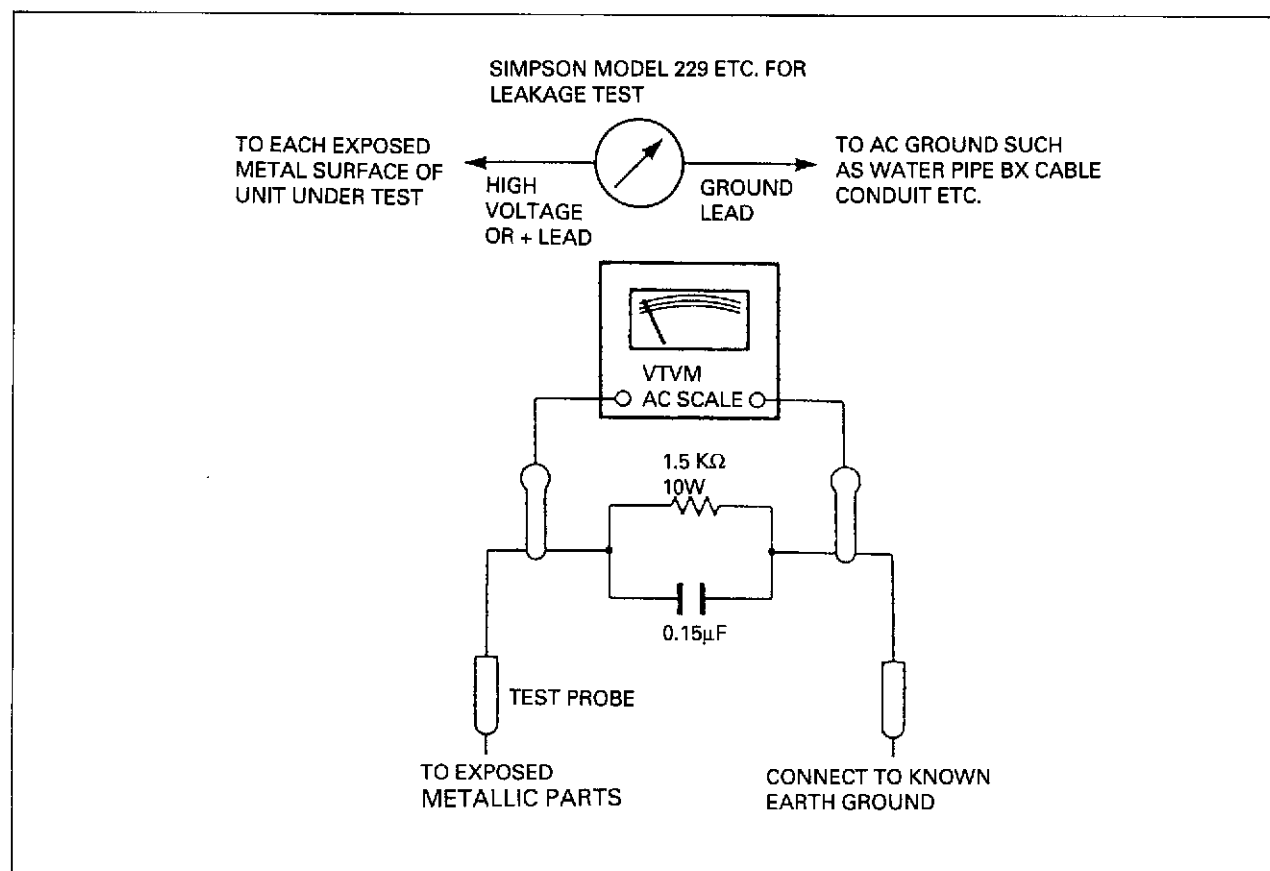 SIMPSON MODEL 229 ETC. FOR
LEAKAGE TEST
TO EACH EXPOSED
METAL SURFACE OF
UNIT UNDER TEST
HIGH
VOLTAGE
OR + LEAD
GROUND
LEAD
TO AC GROUND SUCH
AS WATER PIPE BX CABLE
CONDUIT ETC.
VTVM
AC SCALE
1.5 KΩ
10W
0.15µF
TEST PROBE
TO EXPOSED
METALLIC PARTS
CONNECT TO KNOWN
EARTH GROUND